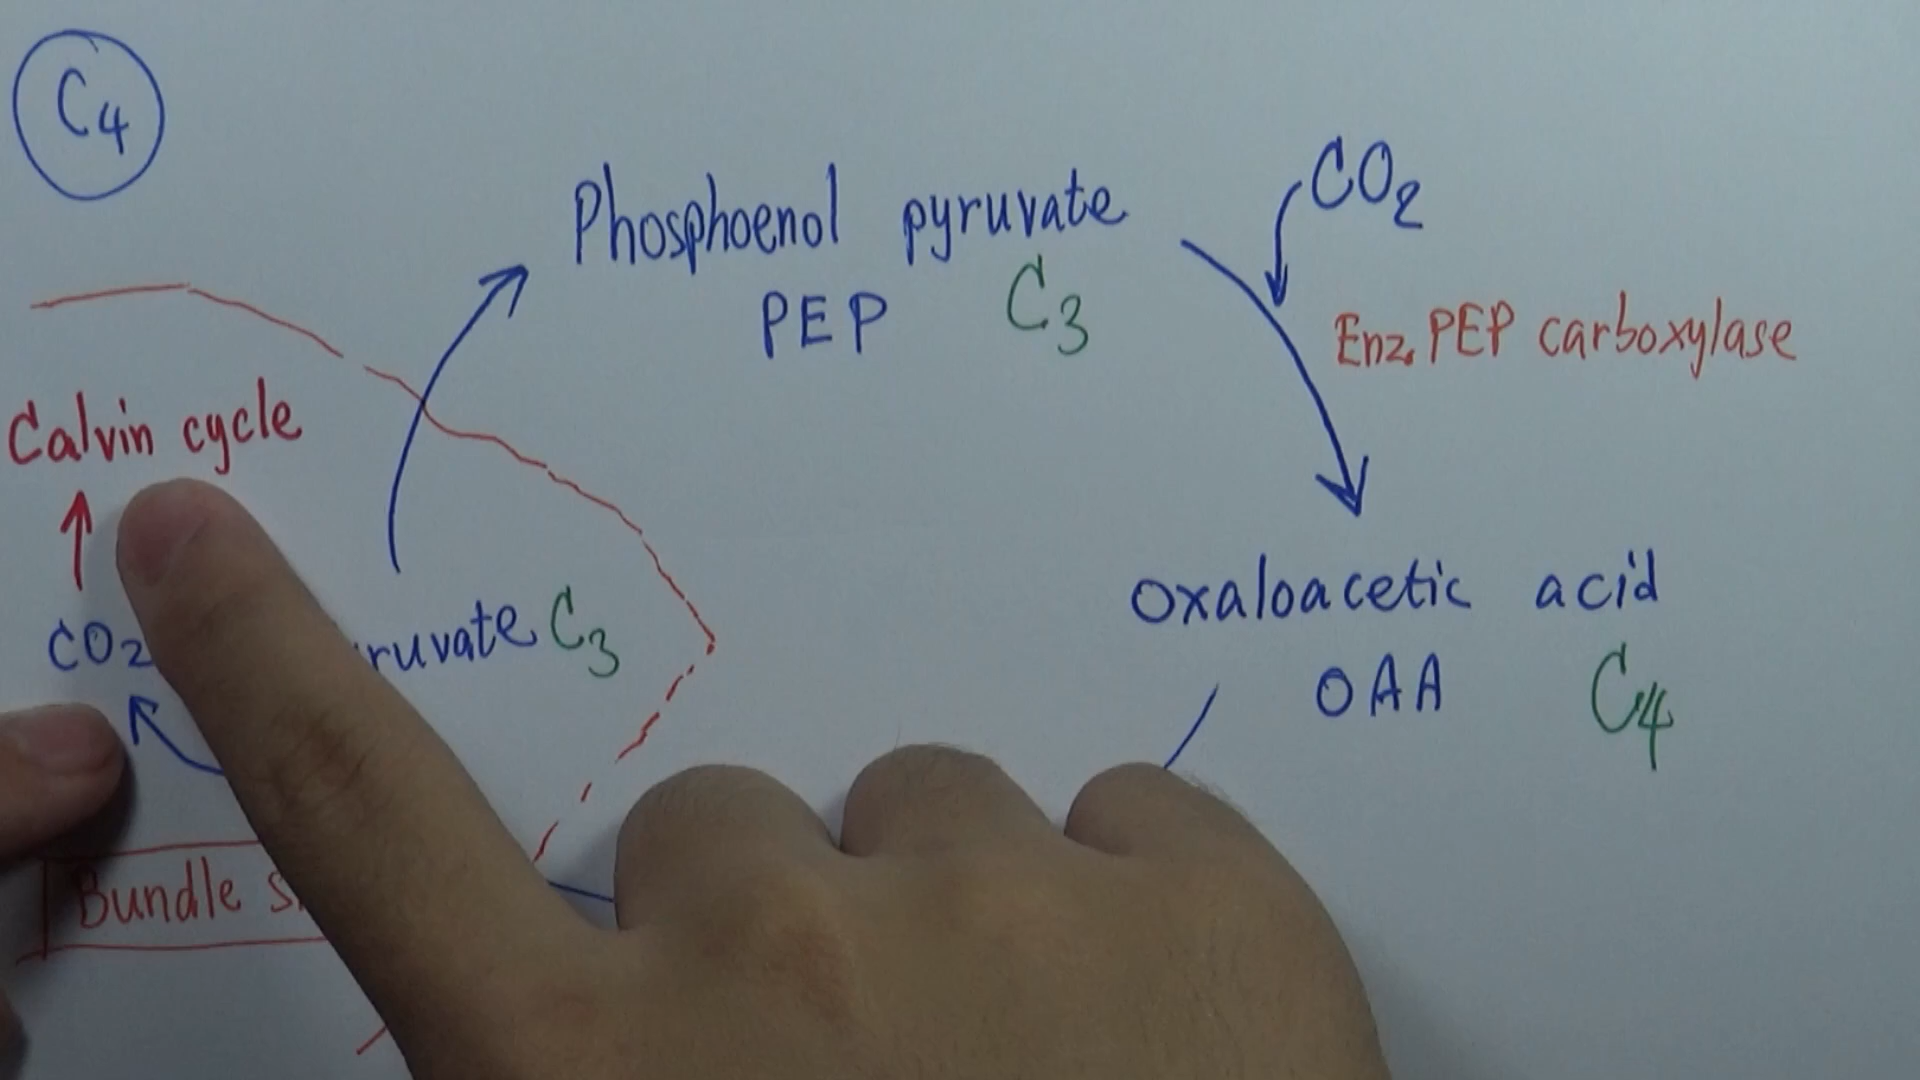 C4
Phosphoenol pyruvate
PEP C3
CO2
Enz. PEP carboxylase
Calvin cycle
CO2
ruvate C3
oxaloacetic acid
OAA C4
Bundle